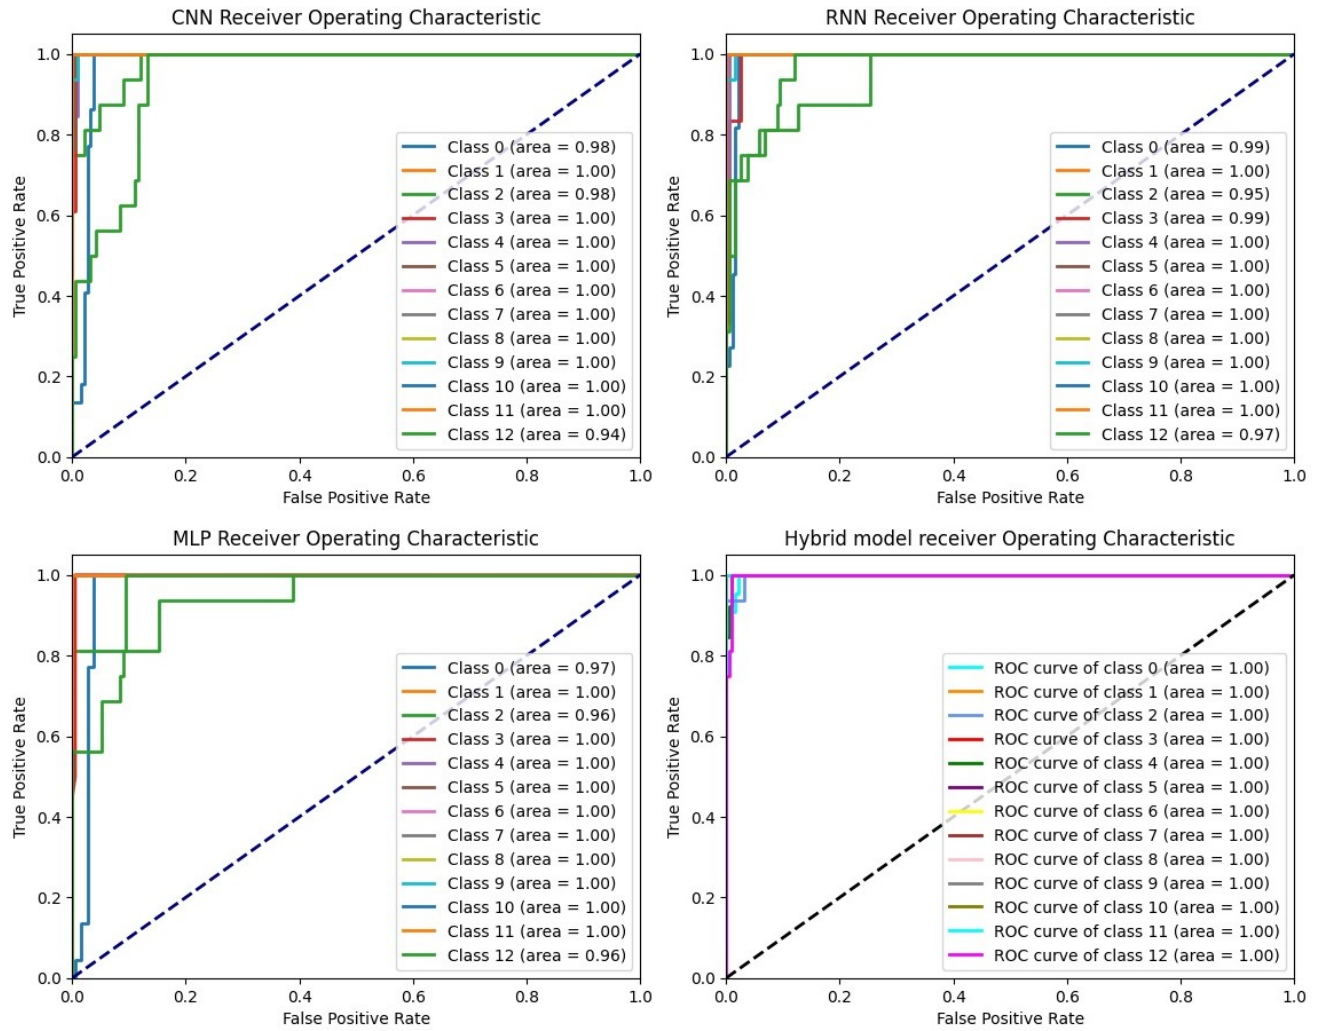 CNN Receiver Operating Characteristic
1.0
0.8
0.6
0.4
0.2
0.0
True Positive Rate
Class 0 (area = 0.98)
Class 1 (area = 1.00)
Class 2 (area = 0.98)
Class 3 (area = 1.00)
Class 4 (area = 1.00)
Class 5 (area = 1.00)
Class 6 (area = 1.00)
Class 7 (area = 1.00)
Class 8 (area = 1.00)
Class 9 (area = 1.00)
Class 10 (area = 1.00)
Class 11 (area = 1.00)
Class 12 (area = 0.94)
0.0 0.2 0.4 0.6 0.8 1.0
False Positive Rate
RNN Receiver Operating Characteristic
1.0
0.8
0.6
0.4
0.2
0.0
True Positive Rate
Class 0 (area = 0.99)
Class 1 (area = 1.00)
Class 2 (area = 0.95)
Class 3 (area = 0.99)
Class 4 (area = 1.00)
Class 5 (area = 1.00)
Class 6 (area = 1.00)
Class 7 (area = 1.00)
Class 8 (area = 1.00)
Class 9 (area = 1.00)
Class 10 (area = 1.00)
Class 11 (area = 1.00)
Class 12 (area = 0.97)
0.0 0.2 0.4 0.6 0.8 1.0
False Positive Rate
MLP Receiver Operating Characteristic
1.0
0.8
0.6
0.4
0.2
0.0
True Positive Rate
Class 0 (area = 0.97)
Class 1 (area = 1.00)
Class 2 (area = 0.96)
Class 3 (area = 1.00)
Class 4 (area = 1.00)
Class 5 (area = 1.00)
Class 6 (area = 1.00)
Class 7 (area = 1.00)
Class 8 (area = 1.00)
Class 9 (area = 1.00)
Class 10 (area = 1.00)
Class 11 (area = 1.00)
Class 12 (area = 0.96)
0.0 0.2 0.4 0.6 0.8 1.0
False Positive Rate
Hybrid model receiver Operating Characteristic
1.0
0.8
0.6
0.4
0.2
0.0
True Positive Rate
ROC curve of class 0 (area = 1.00)
ROC curve of class 1 (area = 1.00)
ROC curve of class 2 (area = 1.00)
ROC curve of class 3 (area = 1.00)
ROC curve of class 4 (area = 1.00)
ROC curve of class 5 (area = 1.00)
ROC curve of class 6 (area = 1.00)
ROC curve of class 7 (area = 1.00)
ROC curve of class 8 (area = 1.00)
ROC curve of class 9 (area = 1.00)
ROC curve of class 10 (area = 1.00)
ROC curve of class 11 (area = 1.00)
ROC curve of class 12 (area = 1.00)
0.0 0.2 0.4 0.6 0.8 1.0
False Positive Rate